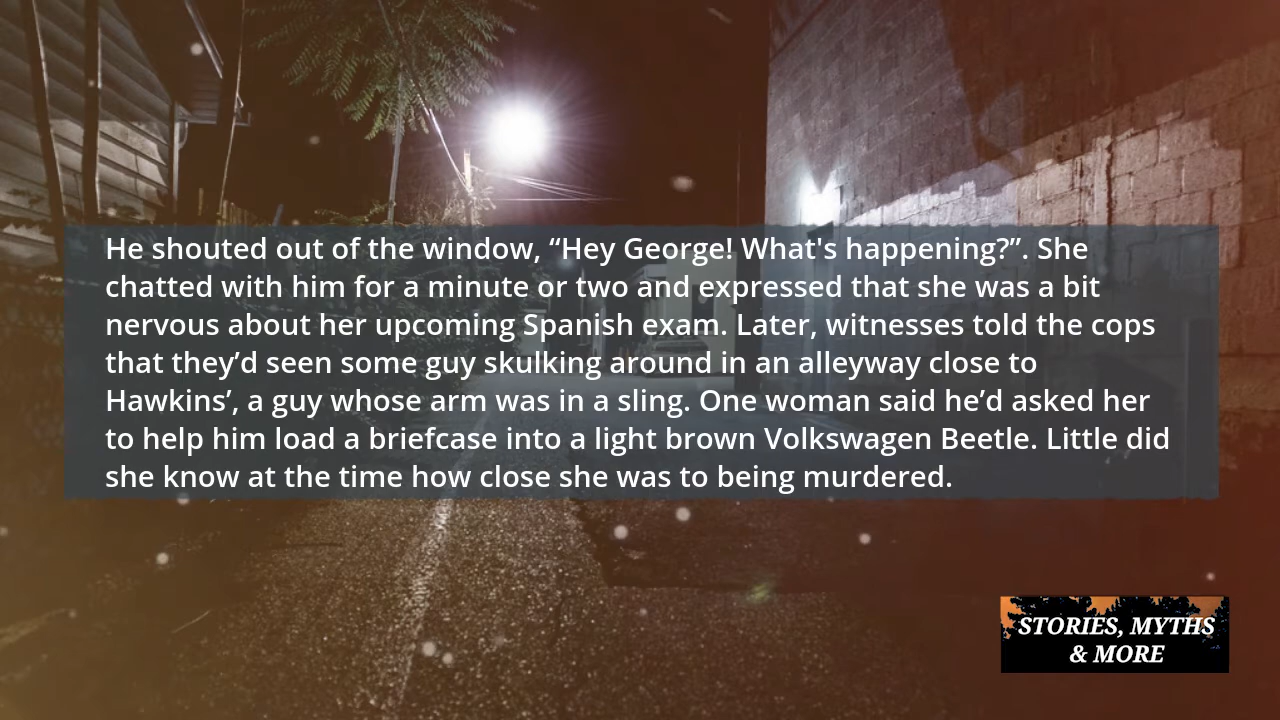 He shouted out of the window, “Hey George! What's happening?”. She
chatted with him for a minute or two and expressed that she was a bit
nervous about her upcoming Spanish exam. Later, witnesses told the cops
that they’d seen some guy skulking around in an alleyway close to
Hawkins’, a guy whose arm was in a sling. One woman said he’d asked her
to help him load a briefcase into a light brown Volkswagen Beetle. Little did
she know at the time how close she was to being murdered.
STORIES, MYTHS
& MORE